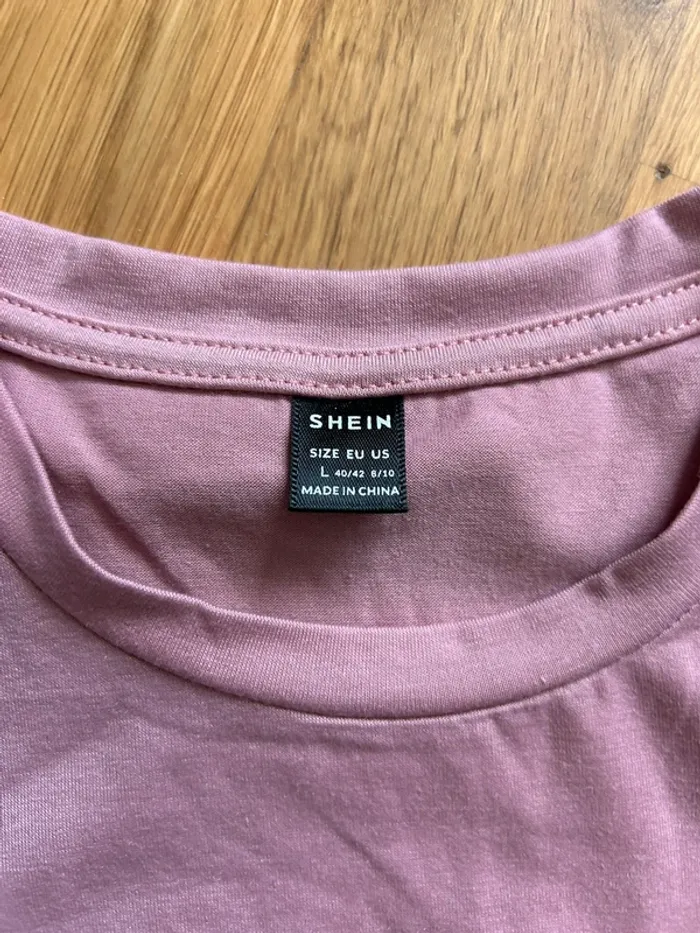 SHEIN
SIZE EU US
L 40/42 8/10
MADE IN CHINA